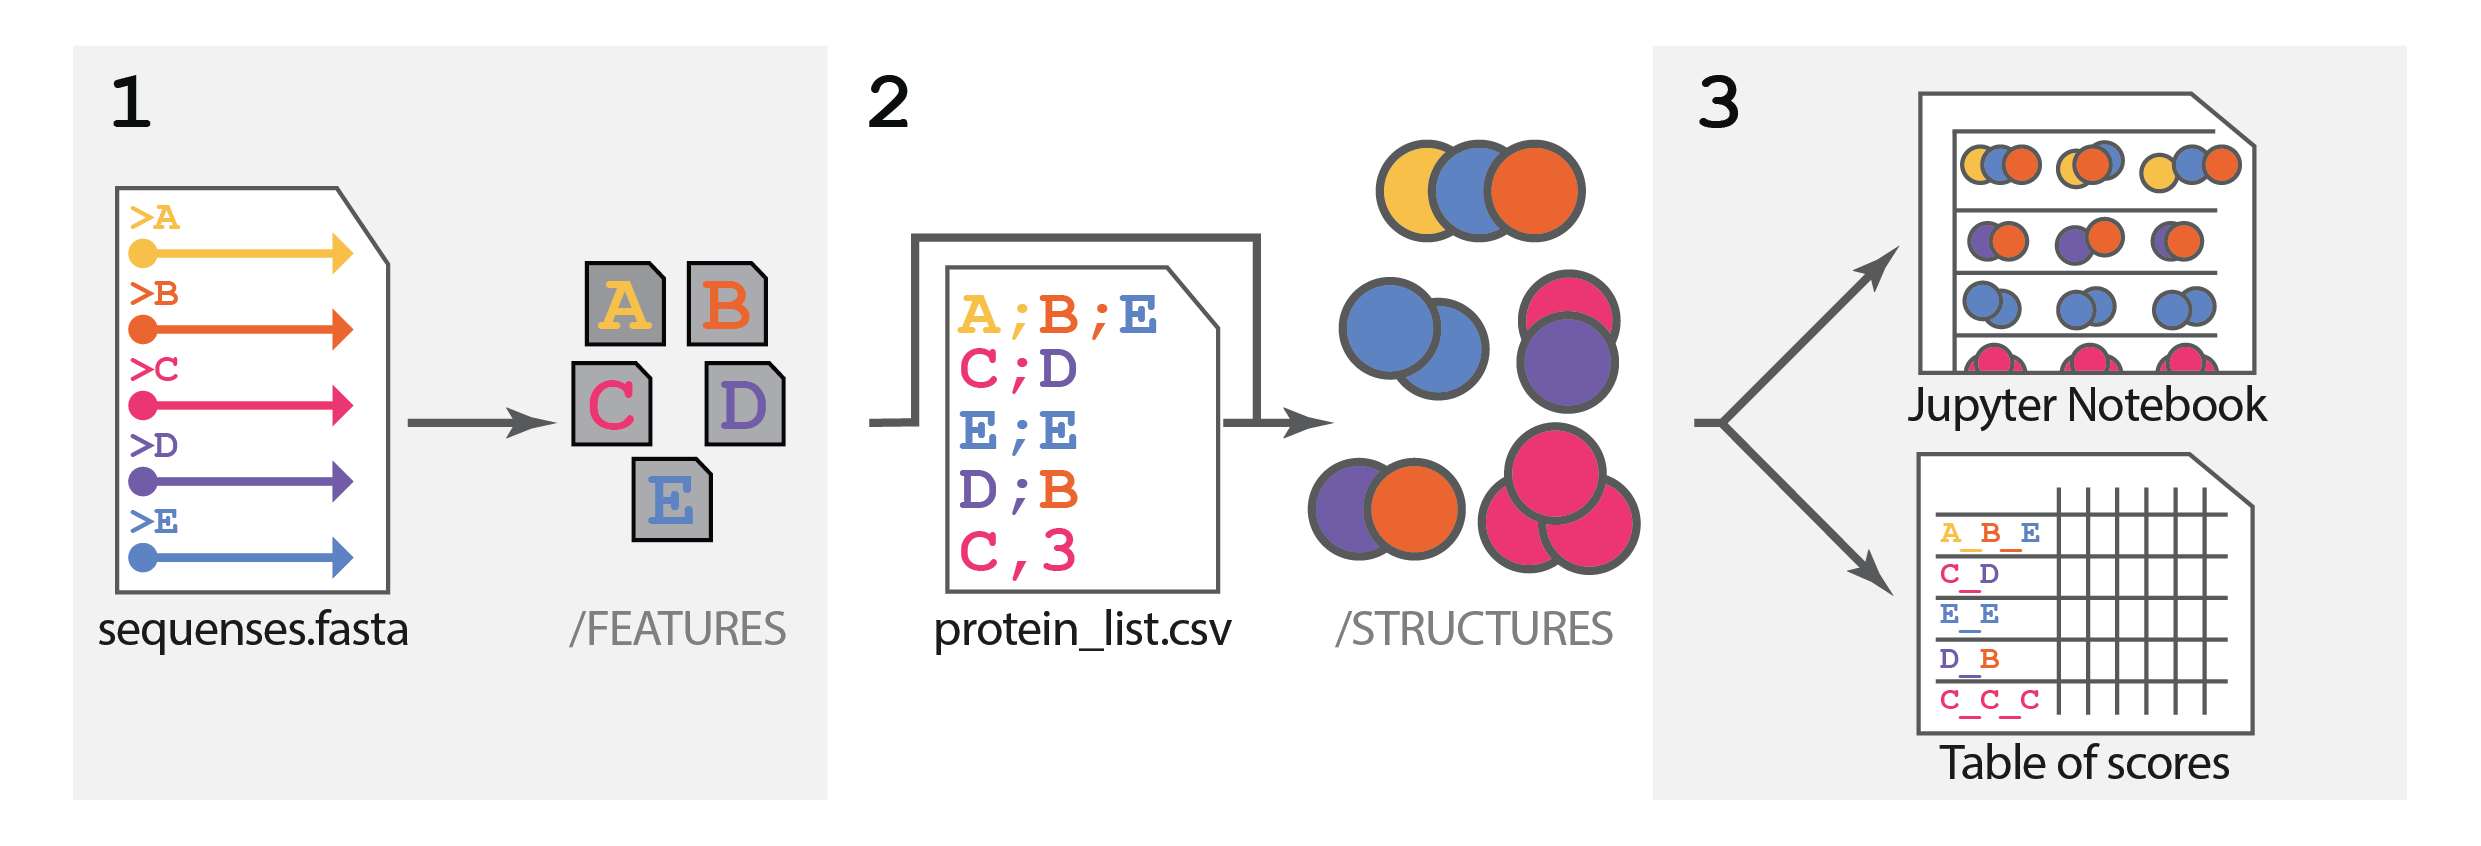 1
>A
>B
>C
>D
>E
sequenses.fasta
A B
C D
E
/FEATURES
2
A;B;E
C;D
E;E
D;B
C,3
protein_list.csv
/STRUCTURES
3
Jupyter Notebook
A_B_E
C_D
E_E
D_B
C_C_C
Table of scores